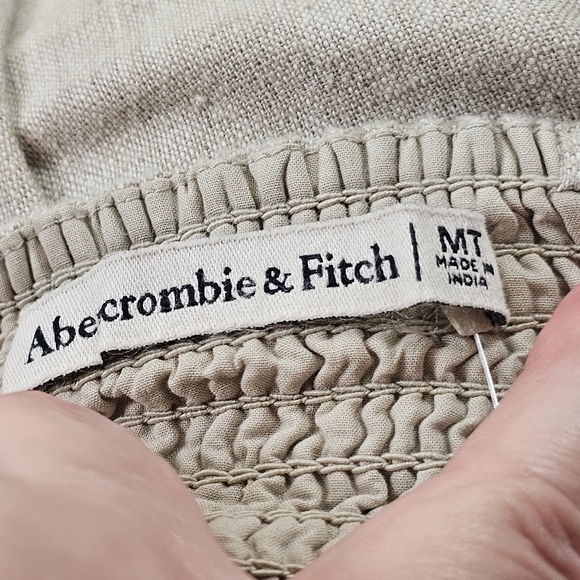 Abercrombie & Fitch
MT
MADE IN
INDIA